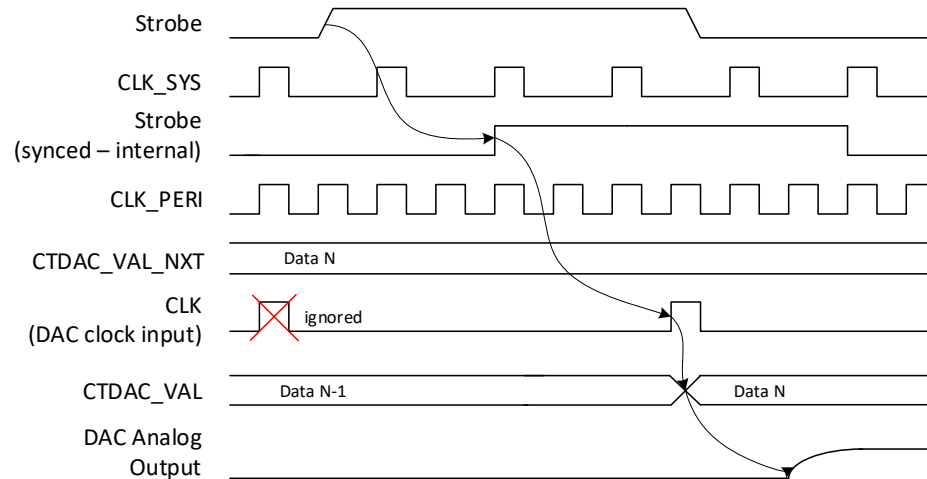 Strobe
CLK_SYS
Strobe
(synced – internal)
CLK_PERI
CTDAC_VAL_NXT
Data N
CLK
(DAC clock input)
ignored
CTDAC_VAL
Data N-1
Data N
DAC Analog
Output